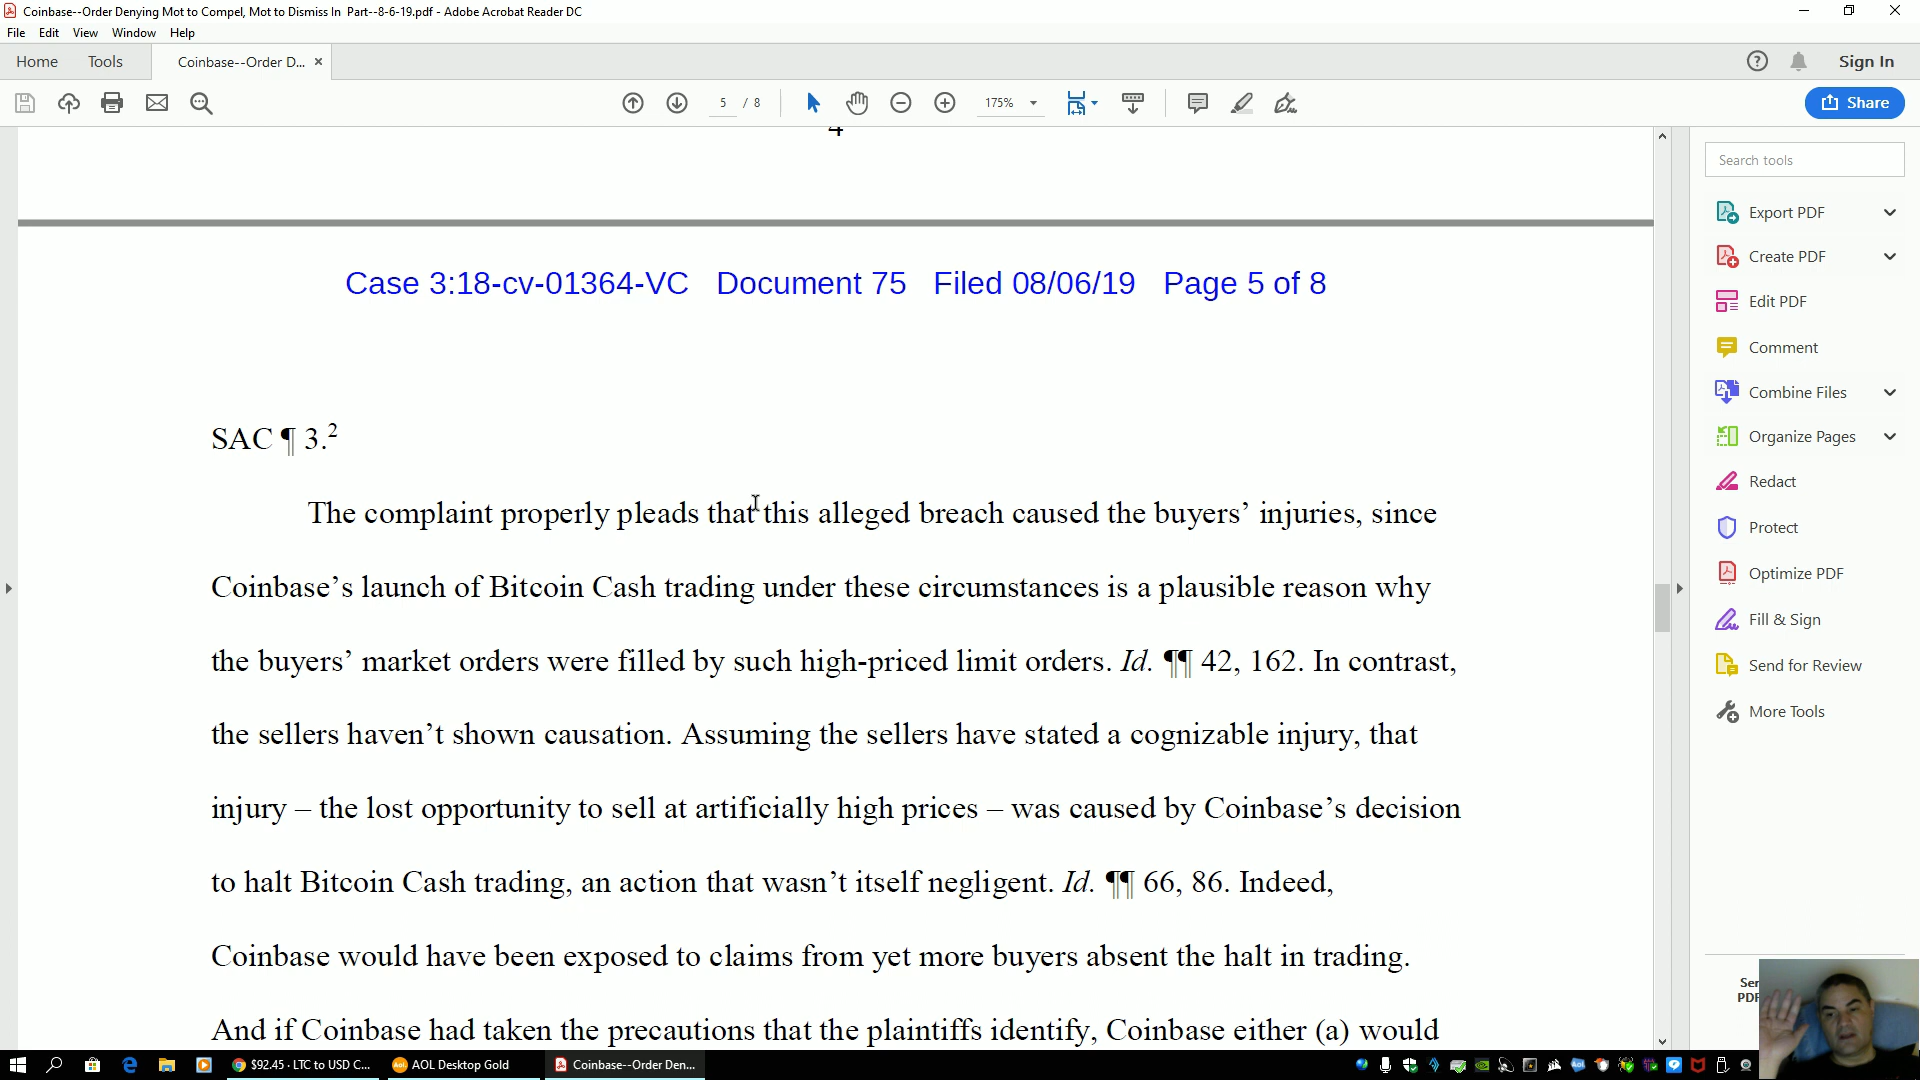 Coinbase--Order Denying Mot to Compel, Mot to Dismiss In  Part--8-6-19.pdf - Adobe Acrobat Reader DC
File Edit View Window Help
Home Tools Coinbase--Order D... × Sign In
5 / 8 175% Share
4
Case 3:18-cv-01364-VC Document 75 Filed 08/06/19 Page 5 of 8
SAC ¶ 3.2
The complaint properly pleads that this alleged breach caused the buyers’ injuries, since
Coinbase’s launch of Bitcoin Cash trading under these circumstances is a plausible reason why
the buyers’ market orders were filled by such high-priced limit orders. Id. ¶¶ 42, 162. In contrast,
the sellers haven’t shown causation. Assuming the sellers have stated a cognizable injury, that
injury – the lost opportunity to sell at artificially high prices – was caused by Coinbase’s decision
to halt Bitcoin Cash trading, an action that wasn’t itself negligent. Id. ¶¶ 66, 86. Indeed,
Coinbase would have been exposed to claims from yet more buyers absent the halt in trading.
And if Coinbase had taken the precautions that the plaintiffs identify, Coinbase either (a) would
Search tools
Export PDF
Create PDF
Edit PDF
Comment
Combine Files
Organize Pages
Redact
Protect
Optimize PDF
Fill & Sign
Send for Review
More Tools
$92.45 · LTC to USD C... AOL Desktop Gold Coinbase--Order Den...